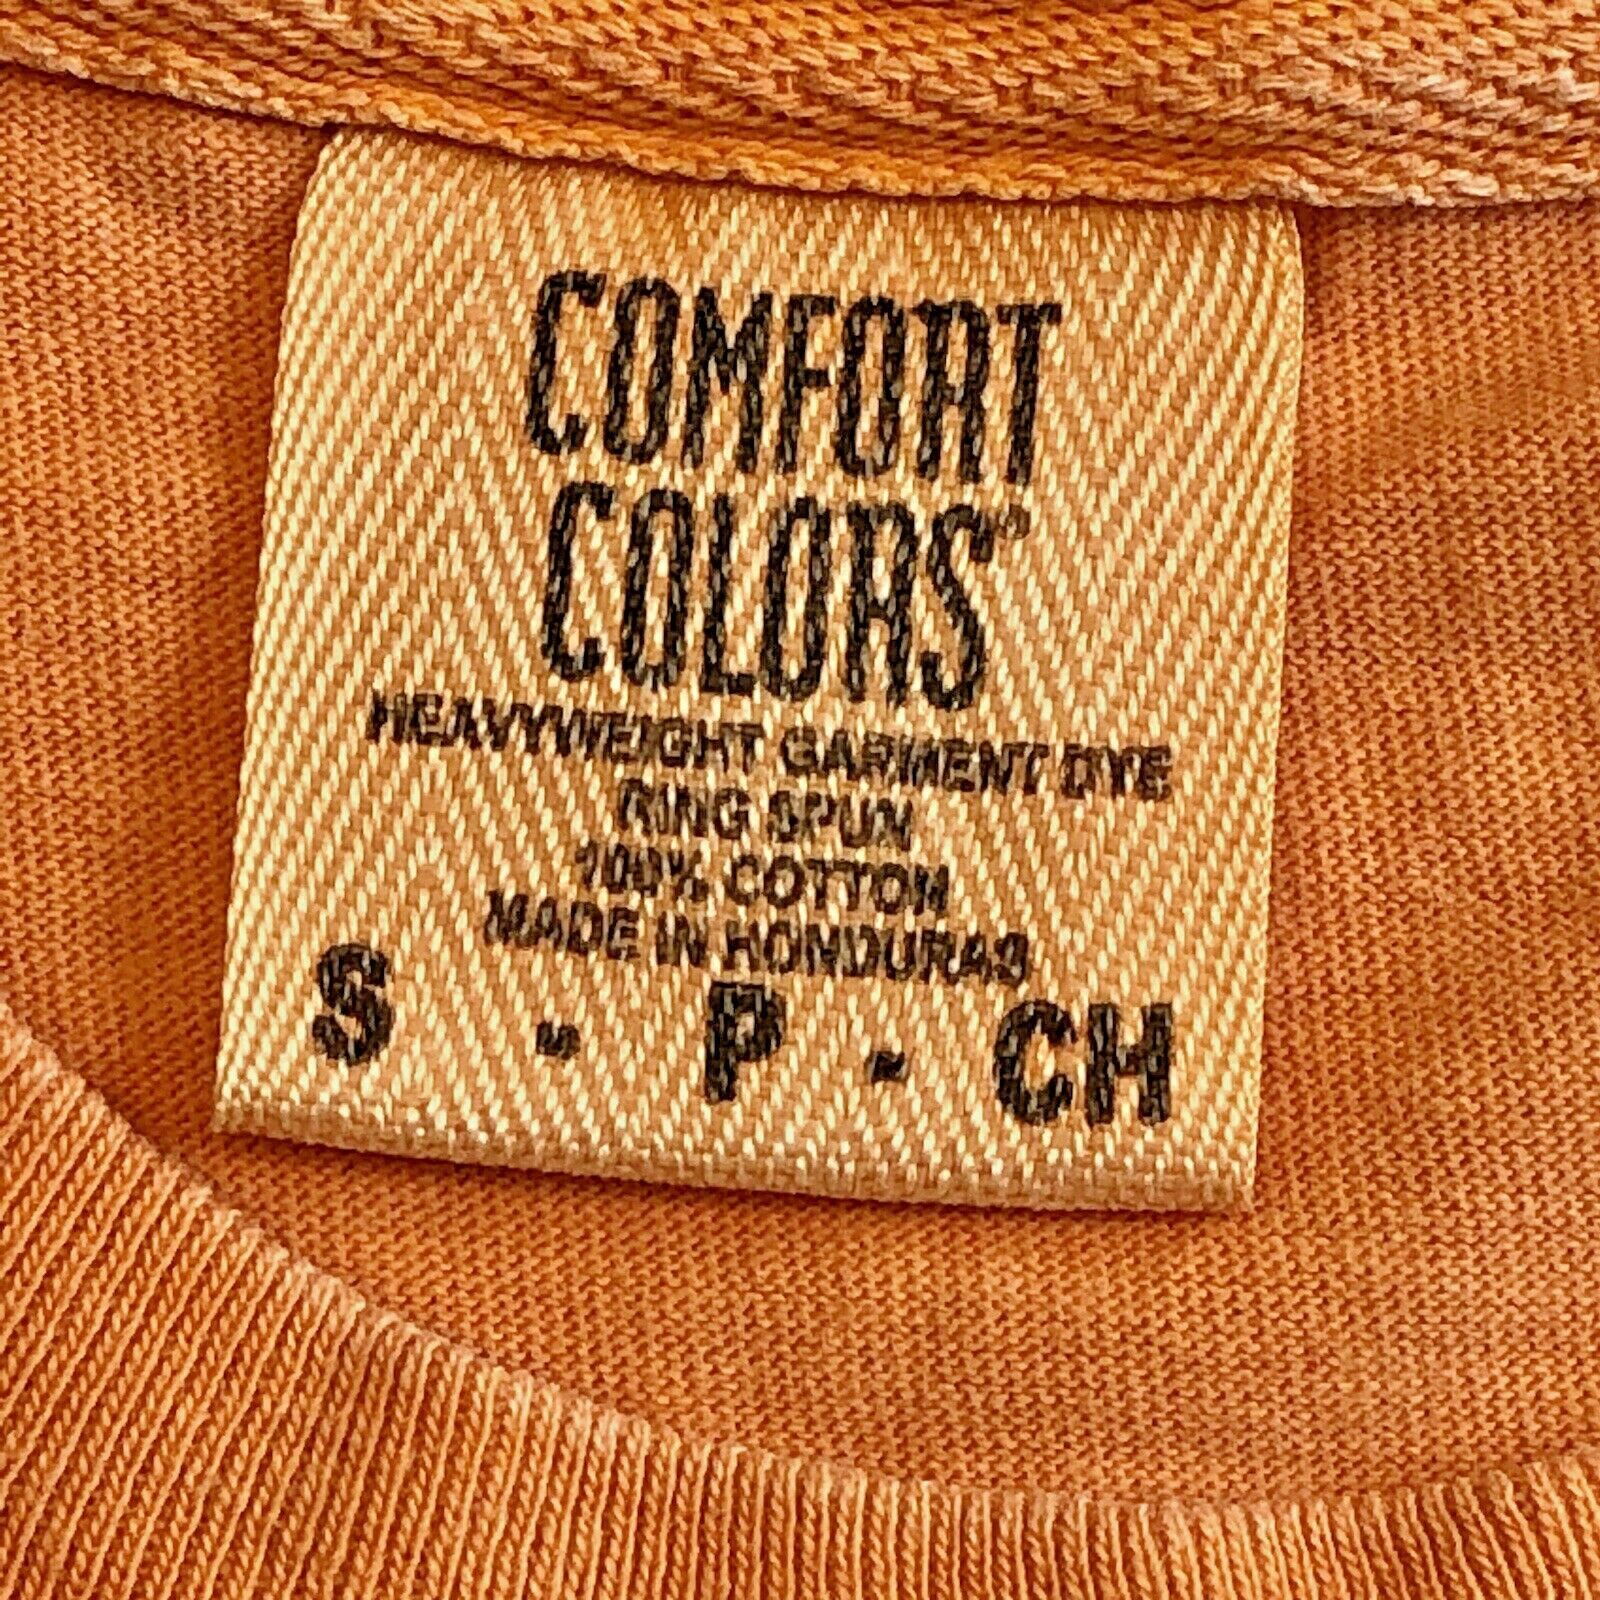 COMFORT
COLORS®
HEAVYWEIGHT GARMENT DYE
RING SPUN
100% COTTON
MADE IN HONDURAS
S - P - CH